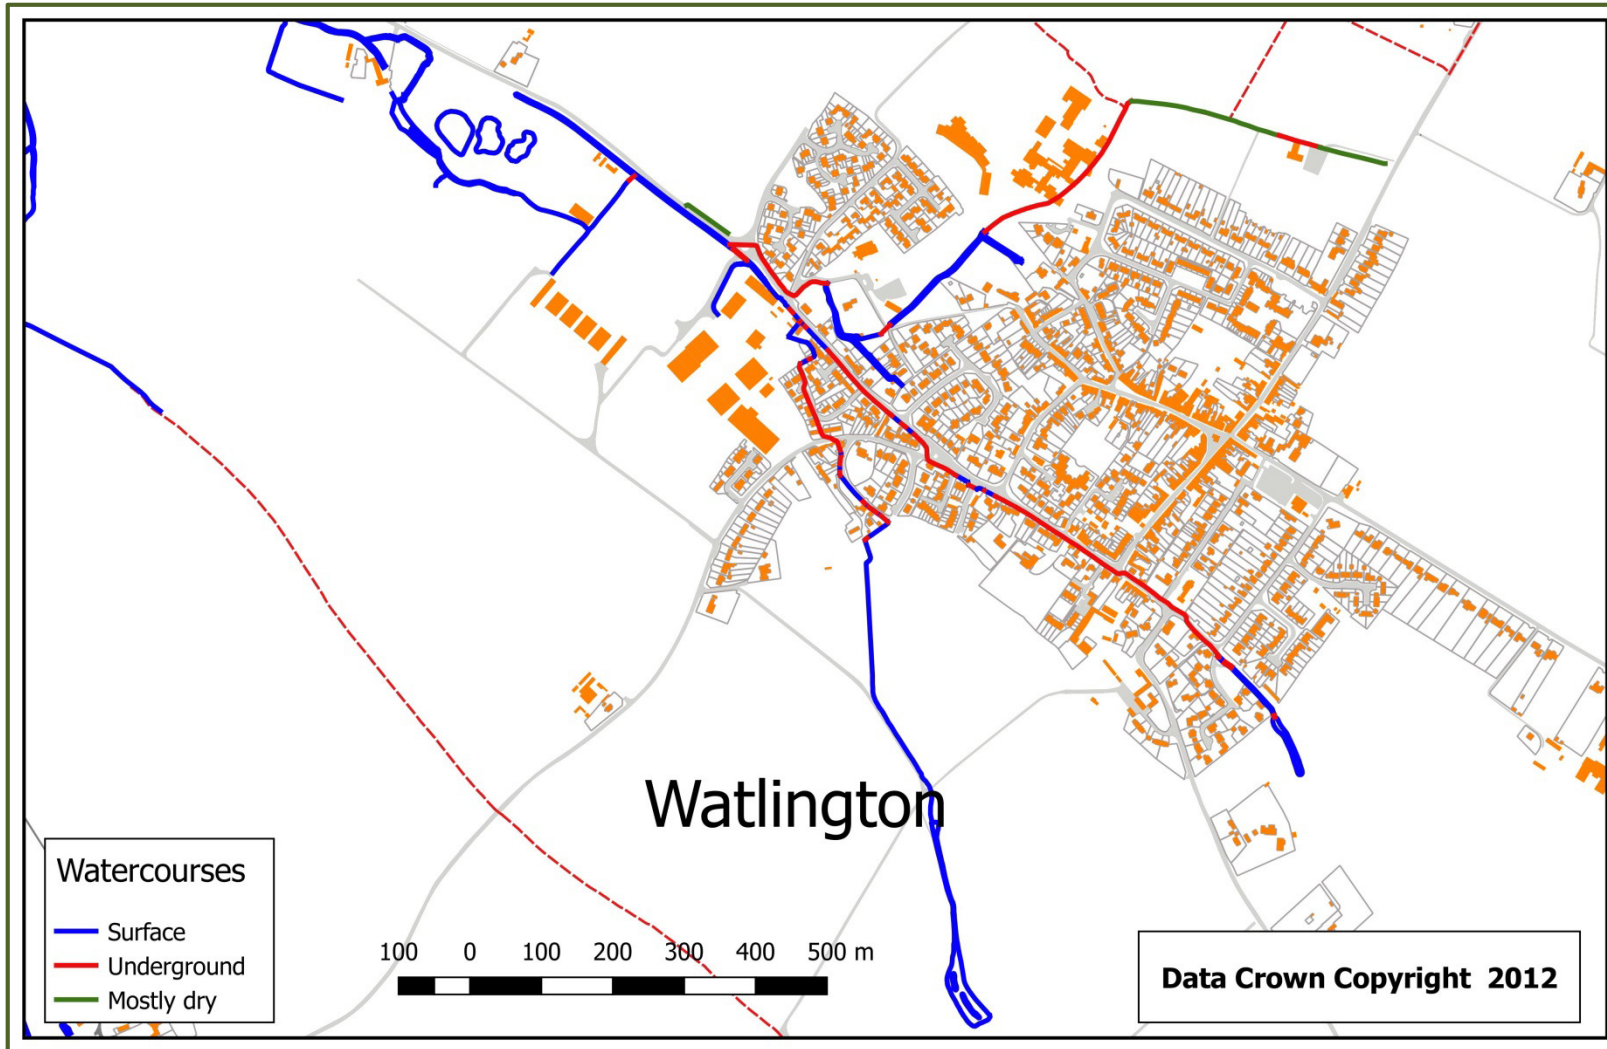 Watlington
Watercourses
Surface
Underground
Mostly dry
100 0 100 200 300 400 500 m
Data Crown Copyright 2012